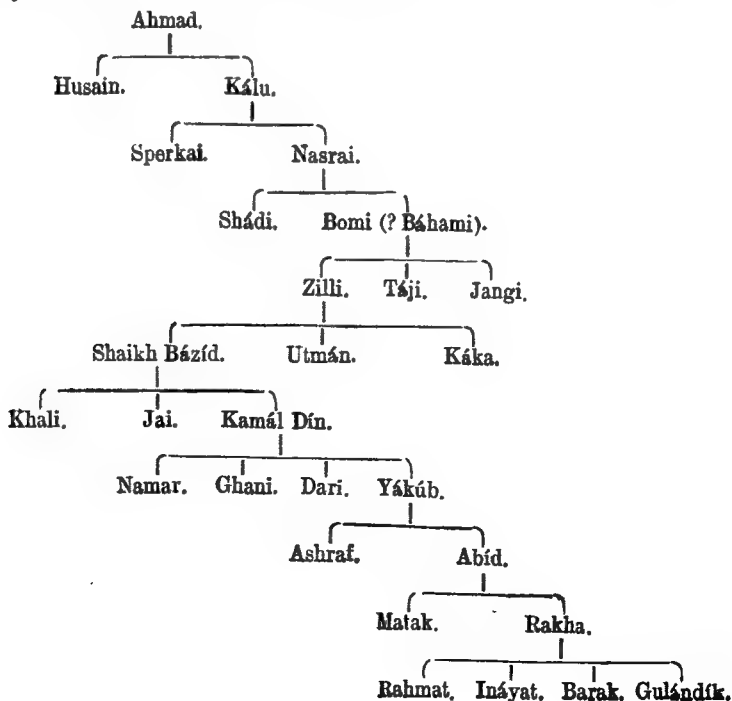 Ahmad.
Husain. Kálu.
Sperkai. Nasrai.
Shádi. Bomi (? Báhami).
Zilli. Táji. Jangi.
Shaikh Bázíd. Utmán. Káka.
Khali. Jai. Kamál Dín.
Namar. Ghani. Dari. Yákúb.
Ashraf. Abíd.
Matak. Rakha.
Rahmat. Ináyat. Barak. Gulándík.